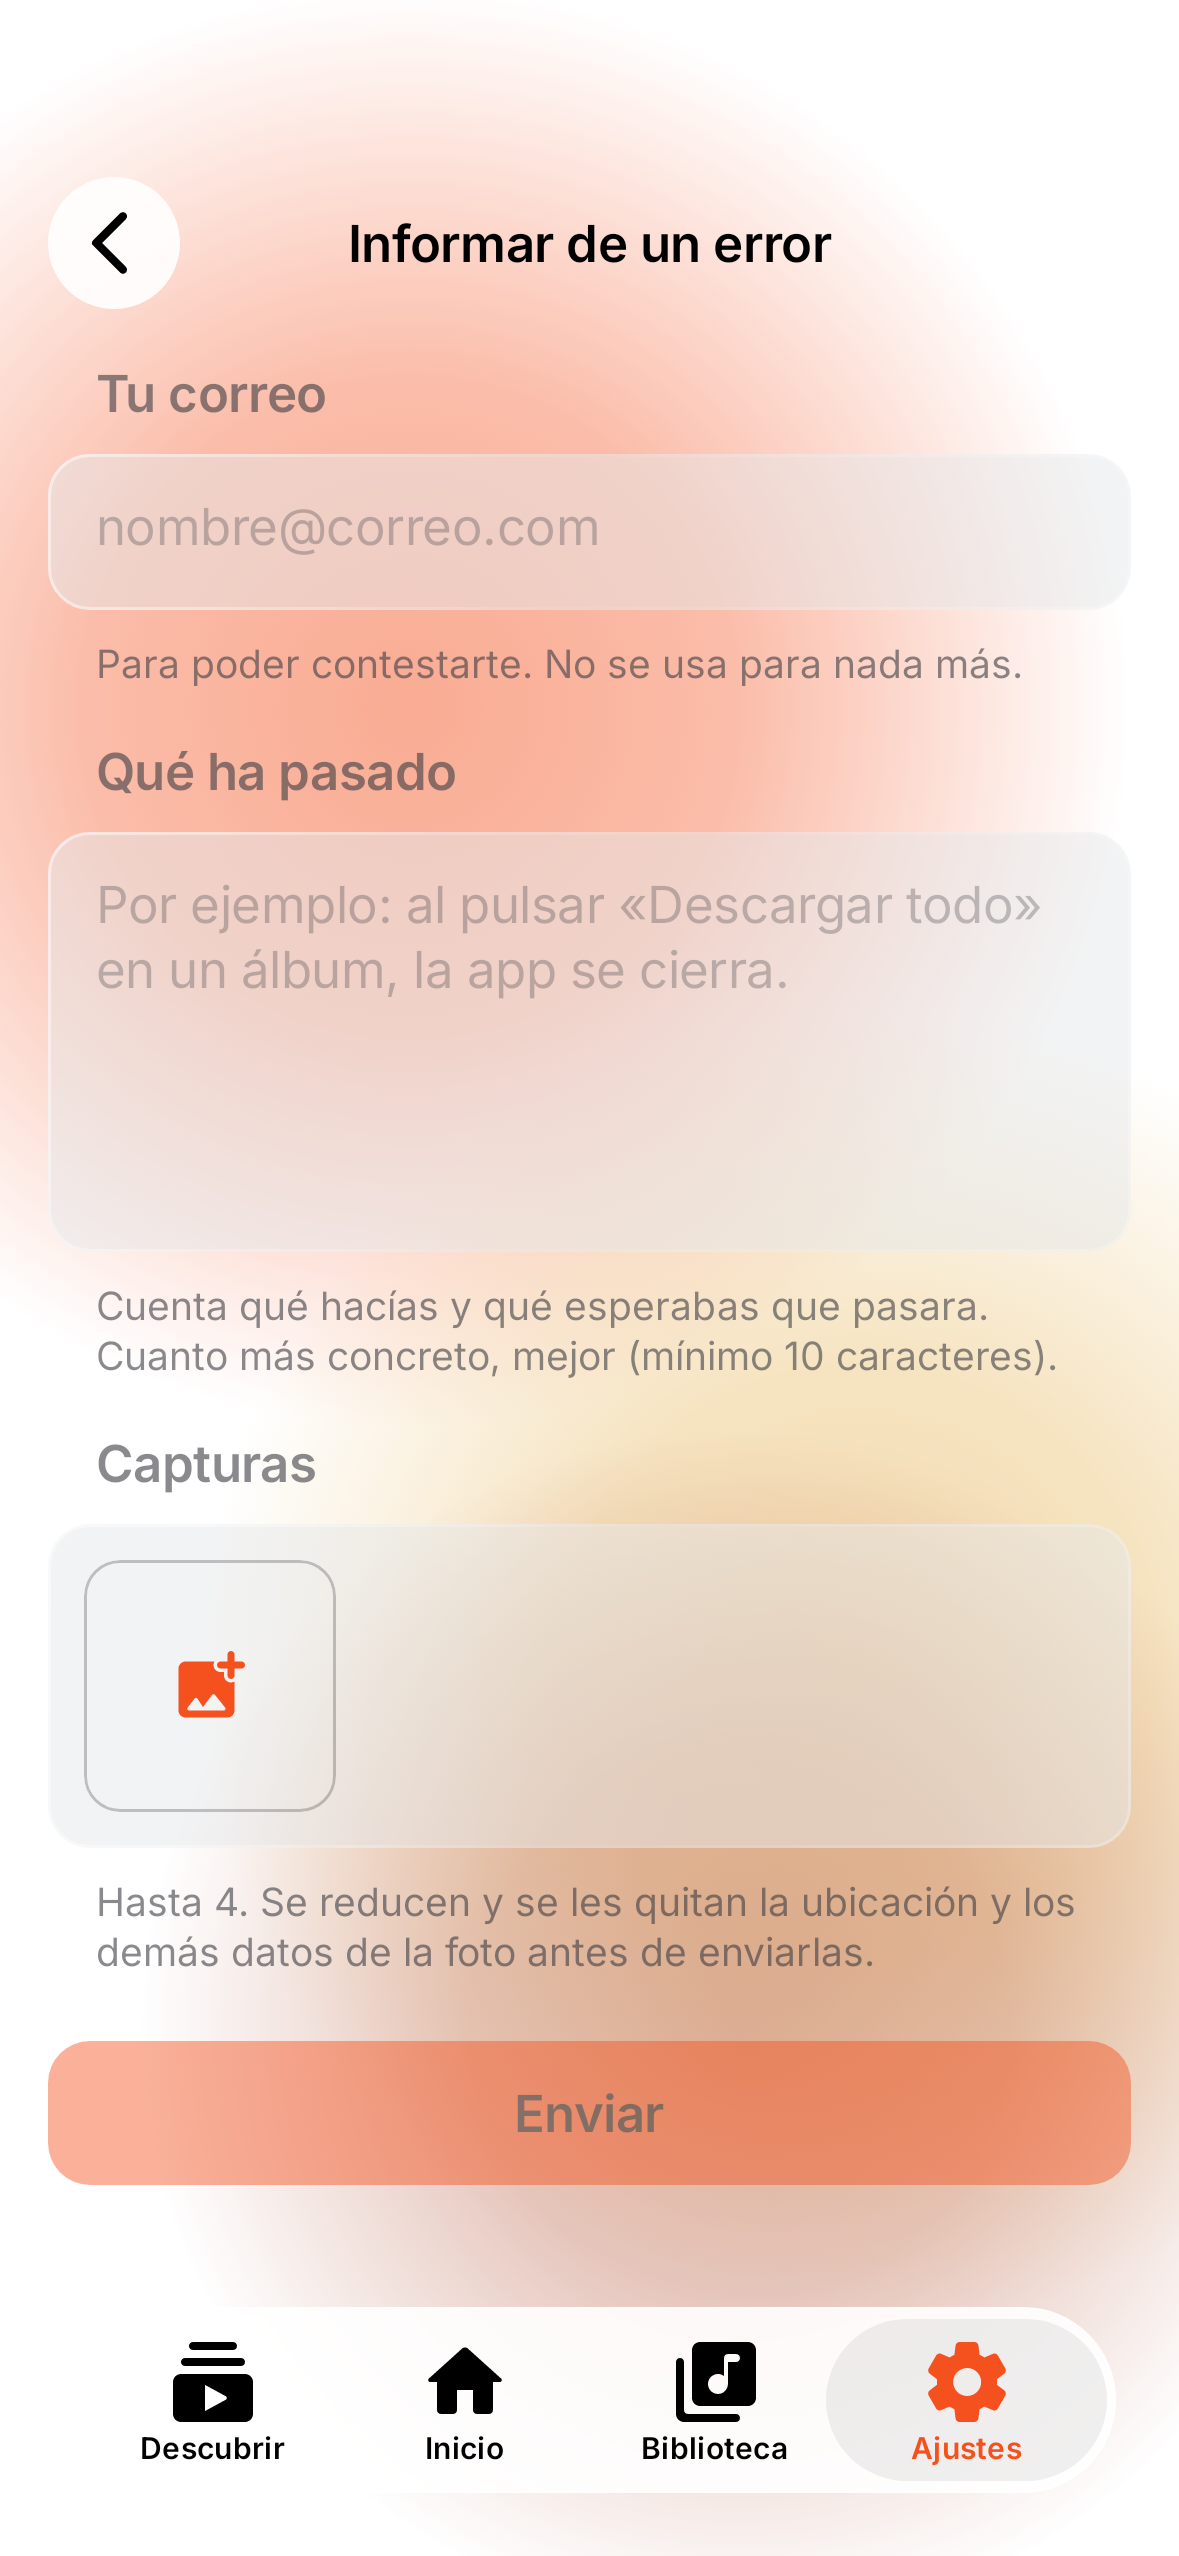 Informar de un error
Tu correo
nombre@correo.com
Para poder contestarte. No se usa para nada más.
Qué ha pasado
Por ejemplo: al pulsar «Descargar todo»
en un álbum, la app se cierra.
Cuenta qué hacías y qué esperabas que pasara.
Cuanto más concreto, mejor (mínimo 10 caracteres).
Capturas
Hasta 4. Se reducen y se les quitan la ubicación y los
demás datos de la foto antes de enviarlas.
Enviar
Descubrir
Inicio
Biblioteca
Ajustes